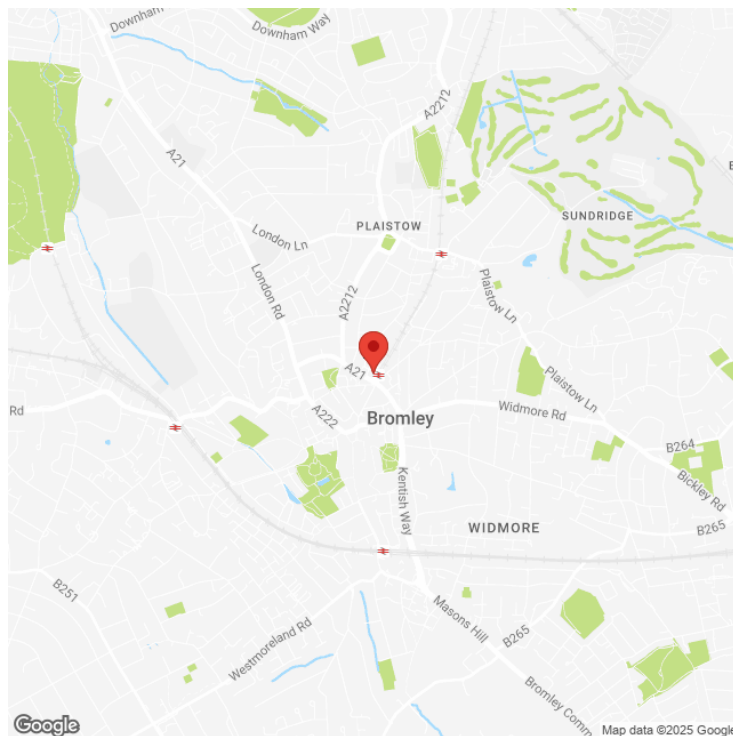 Downham
Downham Way
A2212
A21
PLAISTOW
SUNDRIDGE
London Ln
London Rd
A2212
Plaistow Ln
A21
Plaistow Ln
Rd
A222
Bromley
Widmore Rd
B264
Bickley Rd
Kentish Way
WIDMORE
B265
B251
Masons Hill
B265
Westmoreland Rd
Bromley Comm
Google
Map data ©2025 Google